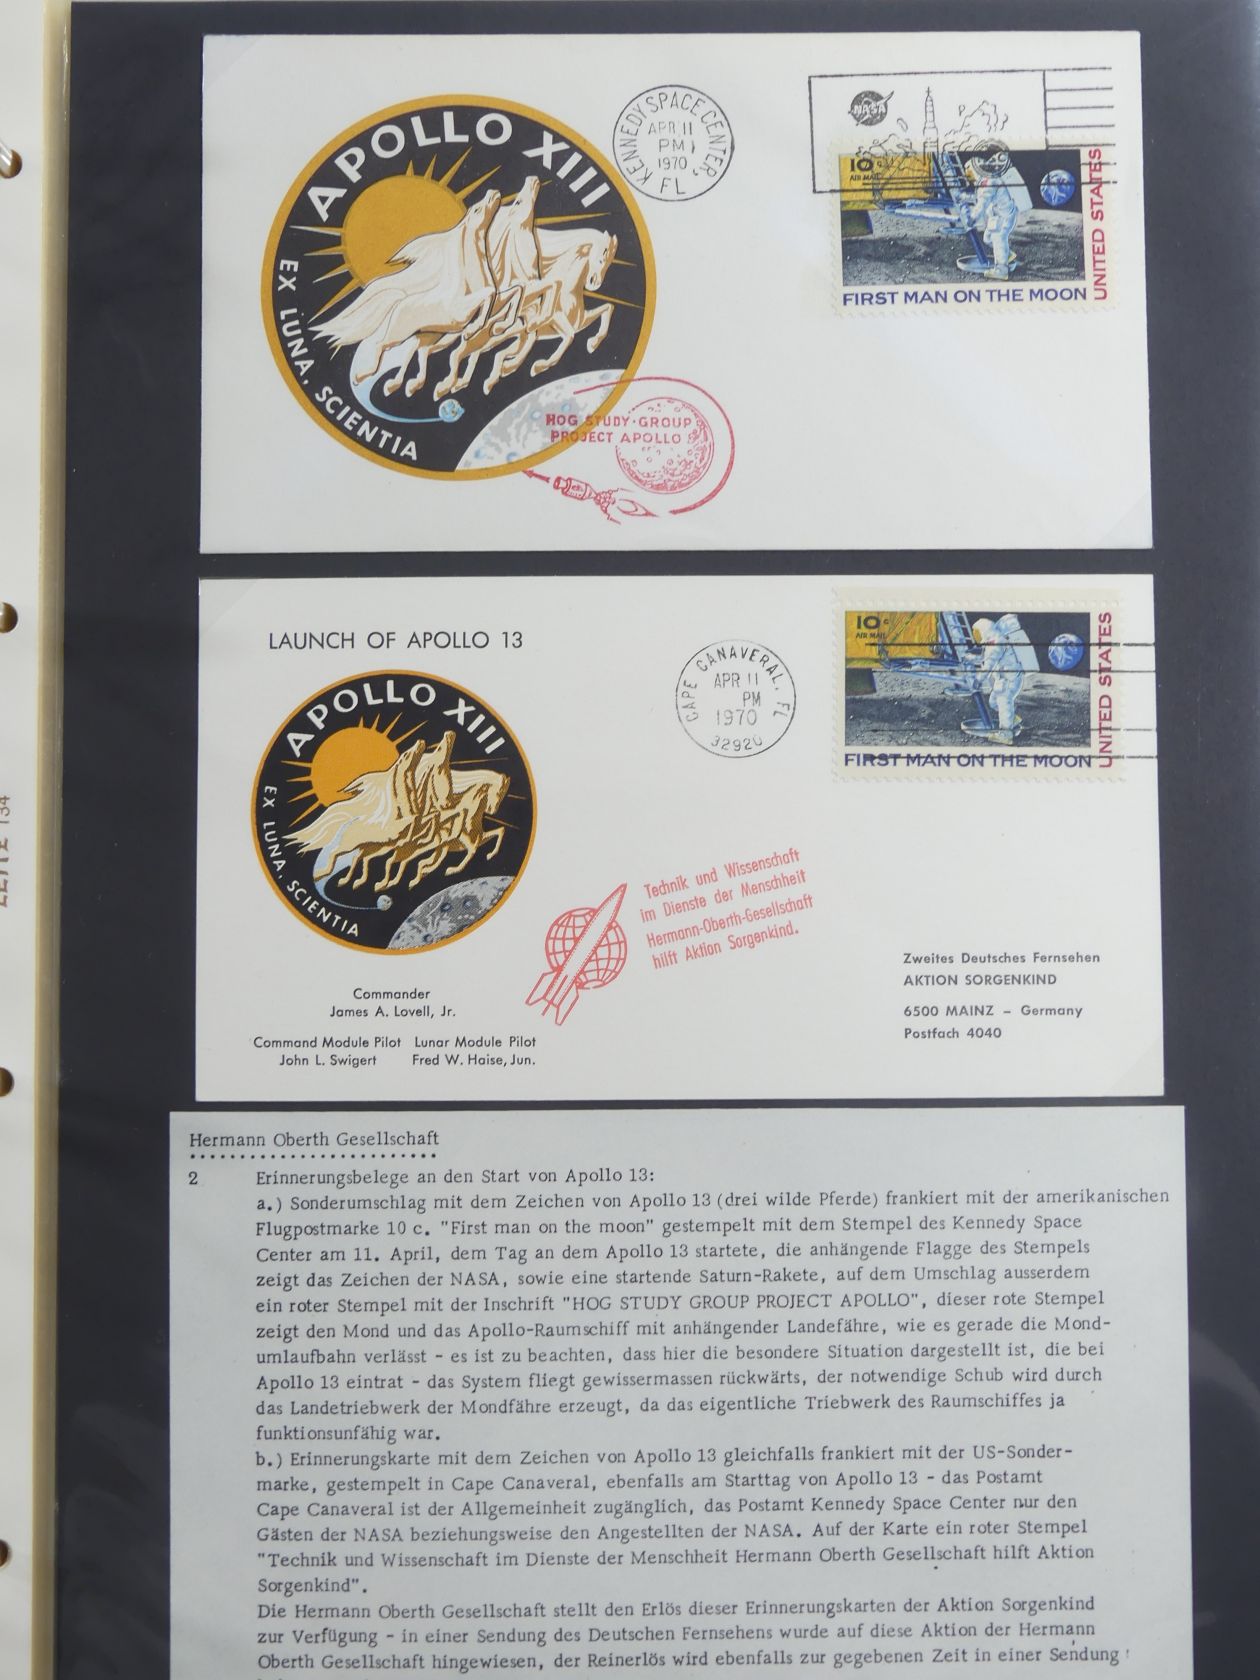 APOLLO XIII
EX LUNA, SCIENTIA
KENNEDY SPACE CENTER,
APR 11
PM
1970
FL
NASA
10c
AIR MAIL
UNITED STATES
FIRST MAN ON THE MOON
HOG STUDY·GROUP
PROJECT APOLLO
LAUNCH OF APOLLO 13
APOLLO XIII
EX LUNA, SCIENTIA
CAPE CANAVERAL, FL
APR 11
PM
1970
32920
10c
AIR MAIL
UNITED STATES
FIRST MAN ON THE MOON
Technik und Wissenschaft
im Dienste der Menschheit
Hermann-Oberth-Gesellschaft
hilft Aktion Sorgenkind.
Commander
James A. Lovell, Jr.
Command Module Pilot Lunar Module Pilot
John L. Swigert Fred W. Haise, Jun.
Zweites Deutsches Fernsehen
AKTION SORGENKIND
6500 MAINZ – Germany
Postfach 4040
SEITE 134
Hermann Oberth Gesellschaft
2 Erinnerungsbelege an den Start von Apollo 13:
a.) Sonderumschlag mit dem Zeichen von Apollo 13 (drei wilde Pferde) frankiert mit der amerikanischen
Flugpostmarke 10 c. "First man on the moon" gestempelt mit dem Stempel des Kennedy Space
Center am 11. April, dem Tag an dem Apollo 13 startete, die anhängende Flagge des Stempels
zeigt das Zeichen der NASA, sowie eine startende Saturn-Rakete, auf dem Umschlag ausserdem
ein roter Stempel mit der Inschrift "HOG STUDY GROUP PROJECT APOLLO", dieser rote Stempel
zeigt den Mond und das Apollo-Raumschiff mit anhängender Landefähre, wie es gerade die Mond-
umlaufbahn verlässt - es ist zu beachten, dass hier die besondere Situation dargestellt ist, die bei
Apollo 13 eintrat - das System fliegt gewissermassen rückwärts, der notwendige Schub wird durch
das Landetriebwerk der Mondfähre erzeugt, da das eigentliche Triebwerk des Raumschiffes ja
funktionsunfähig war.
b.) Erinnerungskarte mit dem Zeichen von Apollo 13 gleichfalls frankiert mit der US-Sonder-
marke, gestempelt in Cape Canaveral, ebenfalls am Starttag von Apollo 13 - das Postamt
Cape Canaveral ist der Allgemeinheit zugänglich, das Postamt Kennedy Space Center nur den
Gästen der NASA beziehungsweise den Angestellten der NASA. Auf der Karte ein roter Stempel
"Technik und Wissenschaft im Dienste der Menschheit Hermann Oberth Gesellschaft hilft Aktion
Sorgenkind".
Die Hermann Oberth Gesellschaft stellt den Erlös dieser Erinnerungskarten der Aktion Sorgenkind
zur Verfügung - in einer Sendung des Deutschen Fernsehens wurde auf diese Aktion der Hermann
Oberth Gesellschaft hingewiesen, der Reinerlös wird ebenfalls zur gegebenen Zeit in einer Sendung